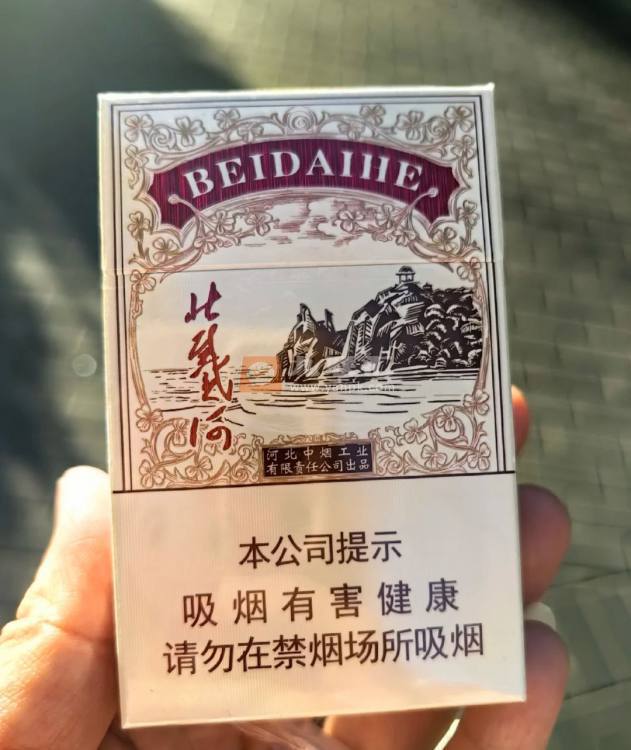 BEIDAIHE
北戴河
河北中烟工业
有限责任公司出品
本公司提示
吸烟有害健康
请勿在禁烟场所吸烟